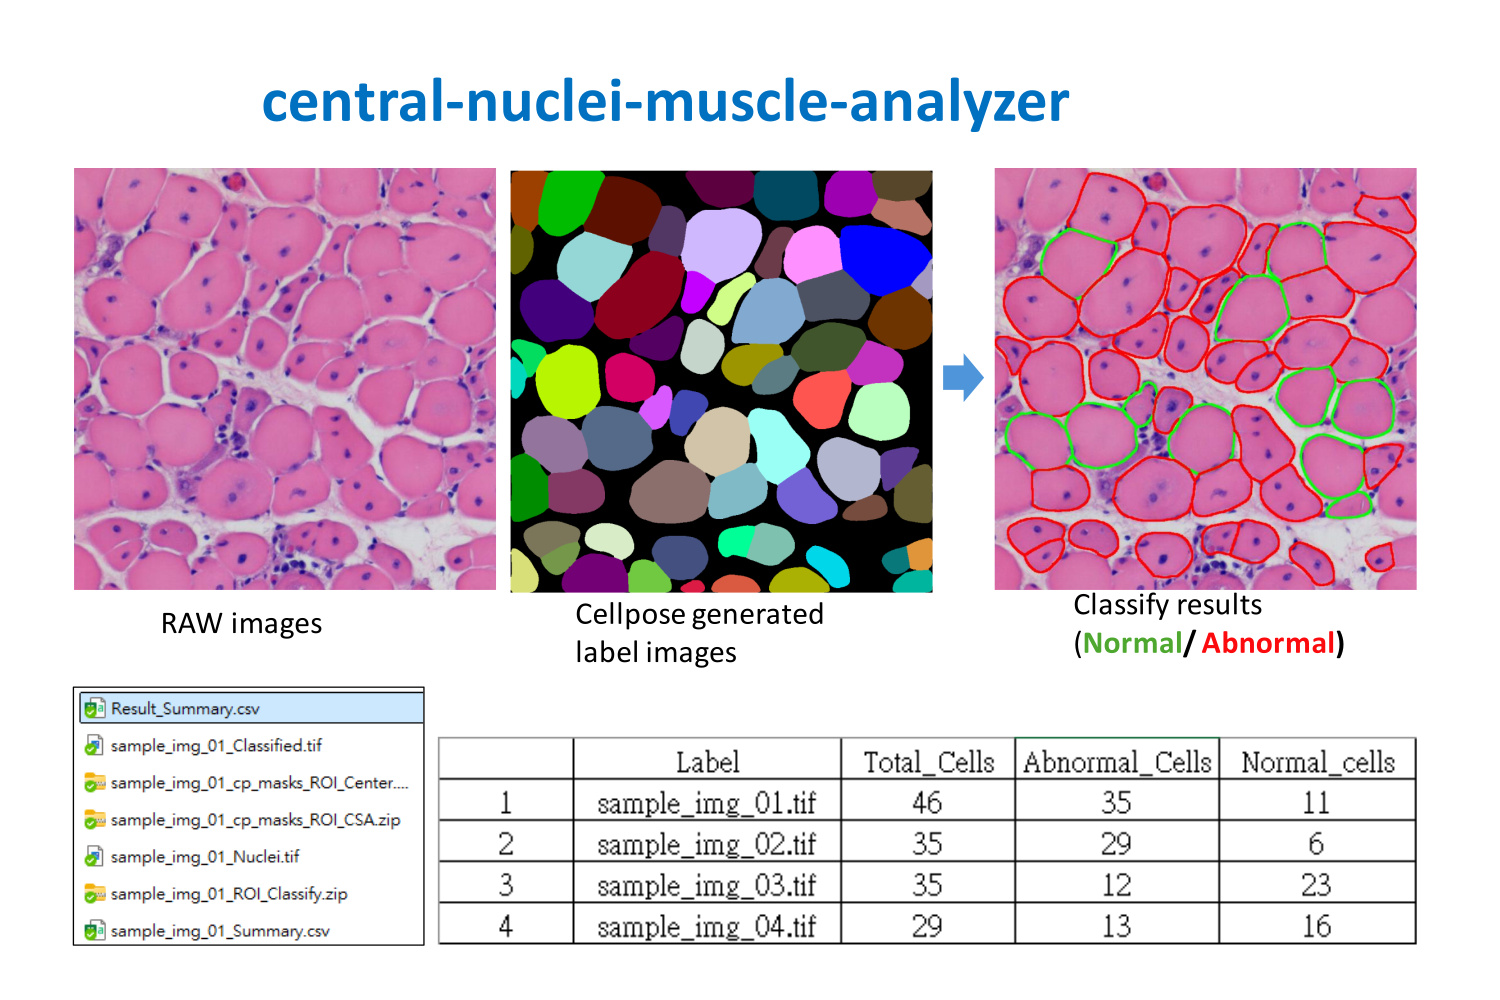 central-nuclei-muscle-analyzer
RAW images
Cellpose generated
label images
Classify results
(Normal/ Abnormal)
Result_Summary.csv
sample_img_01_Classified.tif
sample_img_01_cp_masks_ROI_Center....
sample_img_01_cp_masks_ROI_CSA.zip
sample_img_01_Nuclei.tif
sample_img_01_ROI_Classify.zip
sample_img_01_Summary.csv
Label Total_Cells Abnormal_Cells Normal_cells
1 sample_img_01.tif 46 35 11
2 sample_img_02.tif 35 29 6
3 sample_img_03.tif 35 12 23
4 sample_img_04.tif 29 13 16